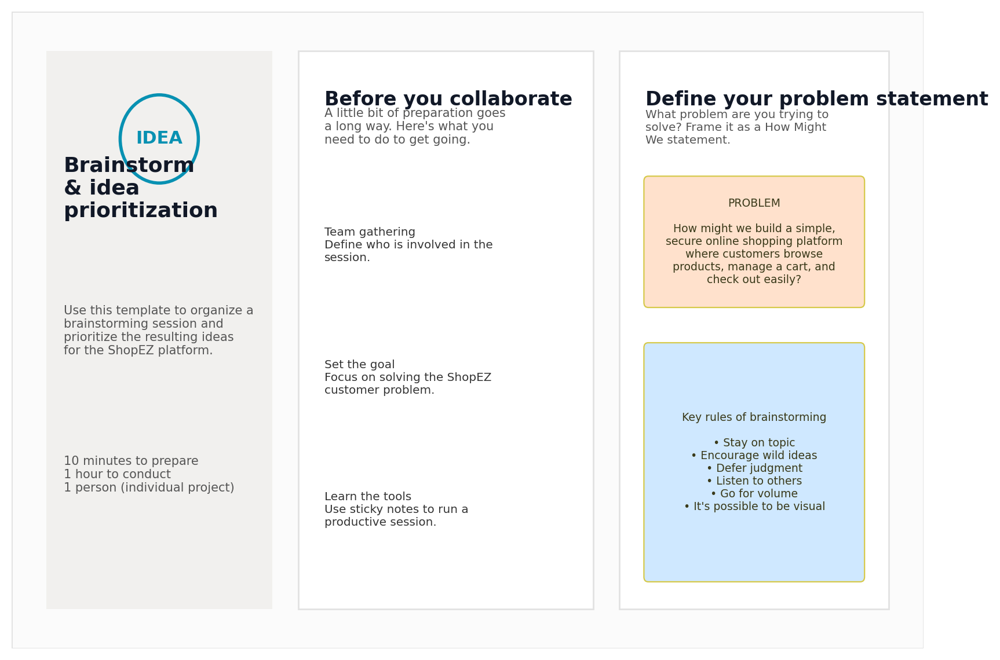 IDEA
Brainstorm
& idea
prioritization
Use this template to organize a
brainstorming session and
prioritize the resulting ideas
for the ShopEZ platform.
10 minutes to prepare
1 hour to conduct
1 person (individual project)
Before you collaborate
A little bit of preparation goes
a long way. Here's what you
need to do to get going.
Team gathering
Define who is involved in the
session.
Set the goal
Focus on solving the ShopEZ
customer problem.
Learn the tools
Use sticky notes to run a
productive session.
Define your problem statement
What problem are you trying to
solve? Frame it as a How Might
We statement.
PROBLEM
How might we build a simple,
secure online shopping platform
where customers browse
products, manage a cart, and
check out easily?
Key rules of brainstorming
• Stay on topic
• Encourage wild ideas
• Defer judgment
• Listen to others
• Go for volume
• It's possible to be visual